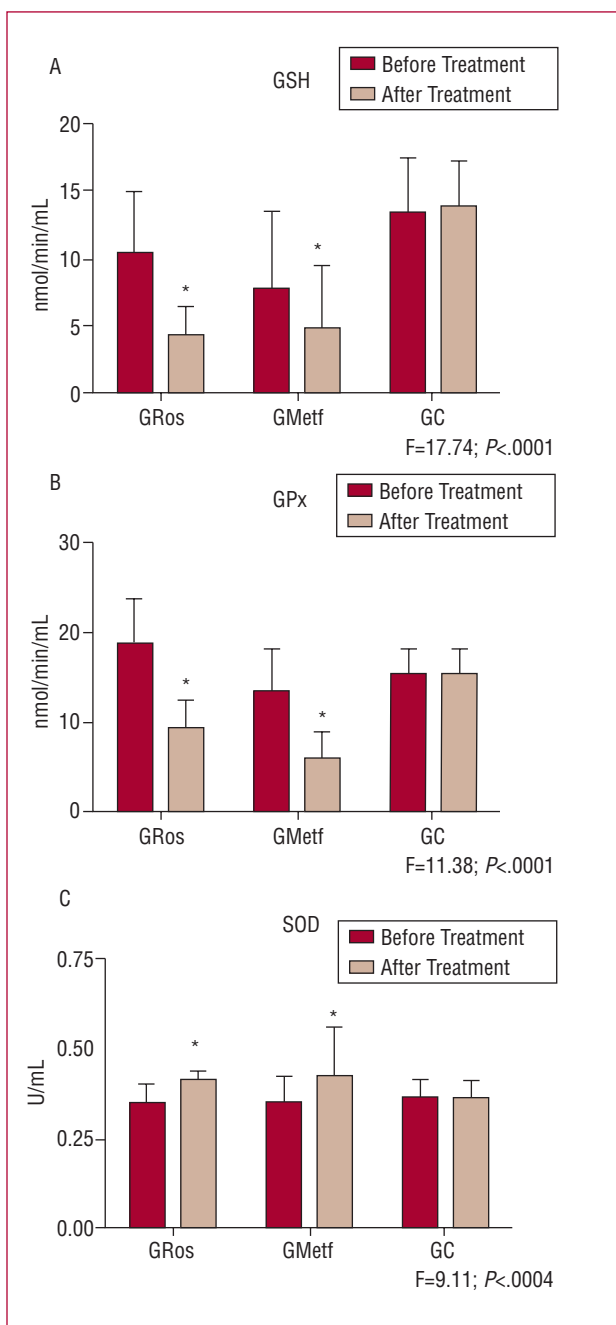 A
GSH
Before Treatment
After Treatment
20
15
10
5
0
nmol/min/mL
*
*
GRos GMetf GC
F=17.74; P<.0001
B
GPx
Before Treatment
After Treatment
30
20
10
0
nmol/min/mL
*
*
GRos GMetf GC
F=11.38; P<.0001
C
SOD
Before Treatment
After Treatment
0.75
0.50
0.25
0.00
U/mL
*
*
GRos GMetf GC
F=9.11; P<.0004